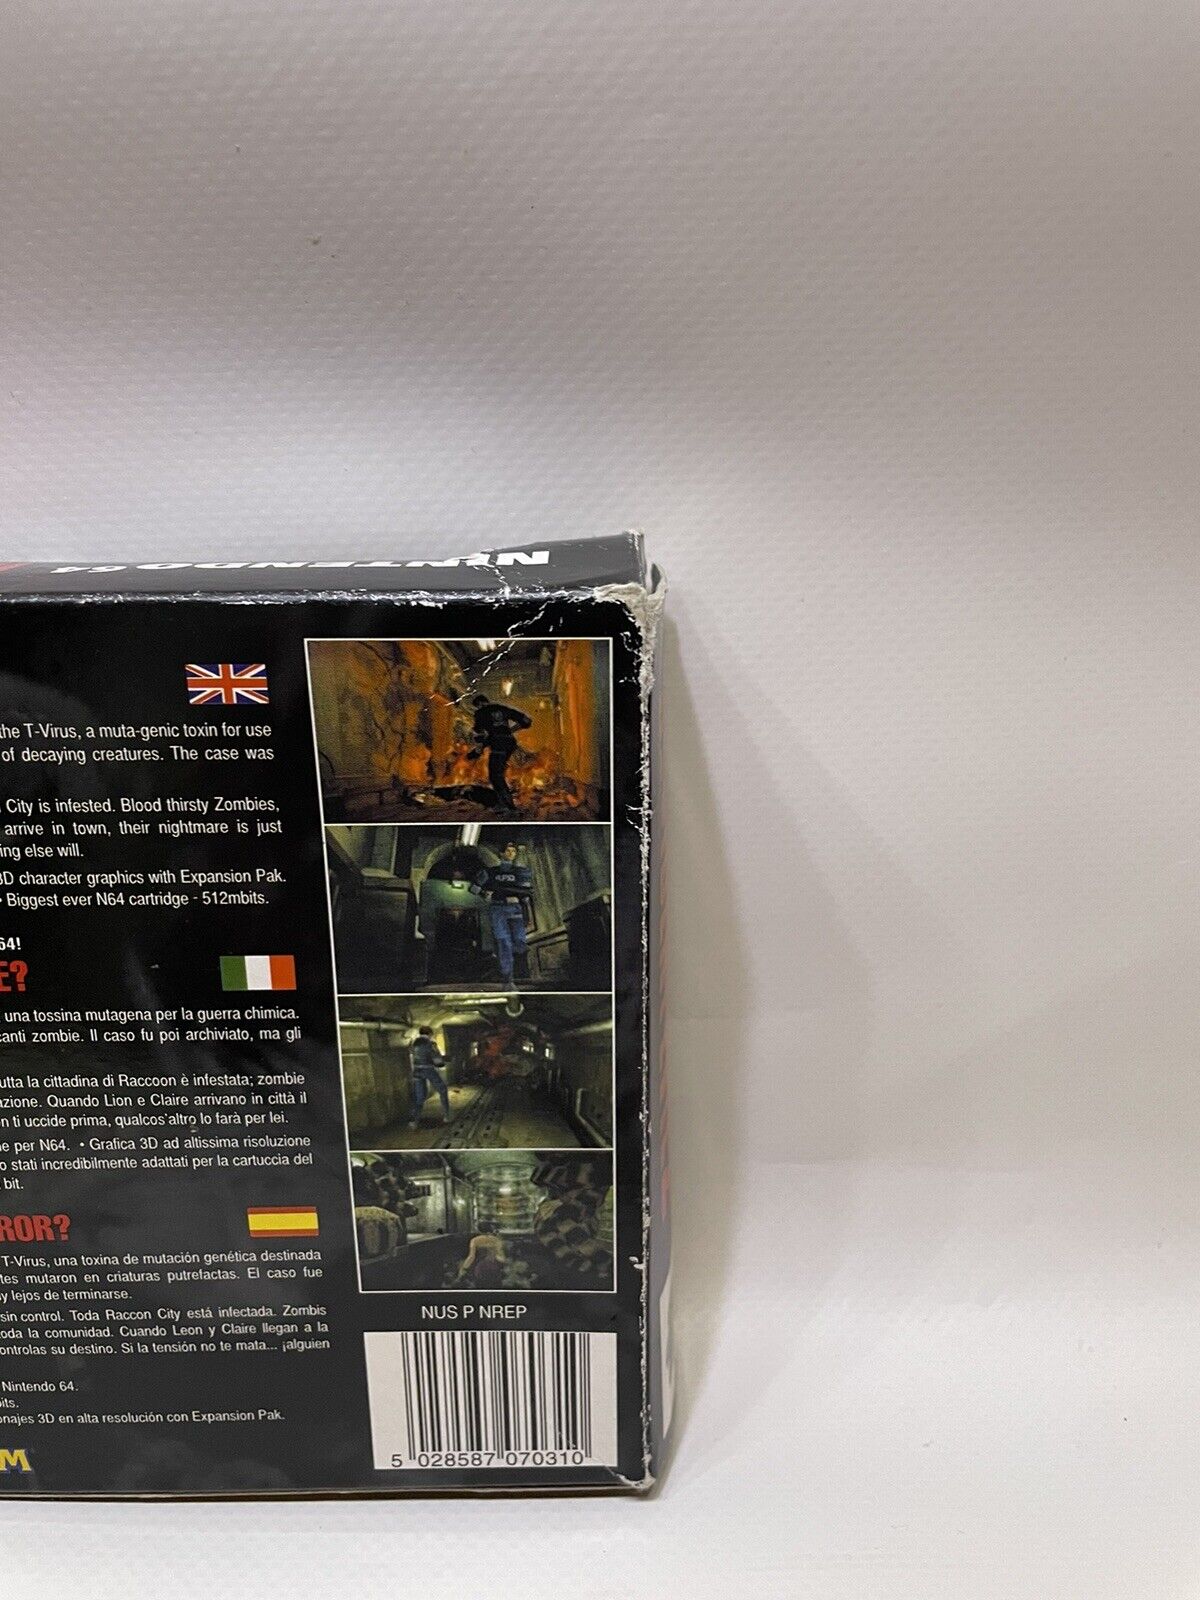 NINTENDO 64
the T-Virus, a muta-genic toxin for use
of decaying creatures. The case was
City is infested. Blood thirsty Zombies,
arrive in town, their nightmare is just
ing else will.
3D character graphics with Expansion Pak.
• Biggest ever N64 cartridge - 512mbits.
64!
E?
una tossina mutagena per la guerra chimica.
canti zombie. Il caso fu poi archiviato, ma gli
utta la cittadina di Raccoon è infestata; zombie
azione. Quando Lion e Claire arrivano in città il
n ti uccide prima, qualcos'altro lo farà per lei.
e per N64. • Grafica 3D ad altissima risoluzione
o stati incredibilmente adattati per la cartuccia del
bit.
ROR?
T-Virus, una toxina de mutación genética destinada
tes mutaron en criaturas putrefactas. El caso fue
y lejos de terminarse.
sin control. Toda Raccon City está infectada. Zombis
oda la comunidad. Cuando Leon y Claire llegan a la
ontrolas su destino. Si la tensión no te mata... ¡alguien
Nintendo 64.
its.
onajes 3D en alta resolución con Expansion Pak.
M
NUS P NREP
5 028587 070310